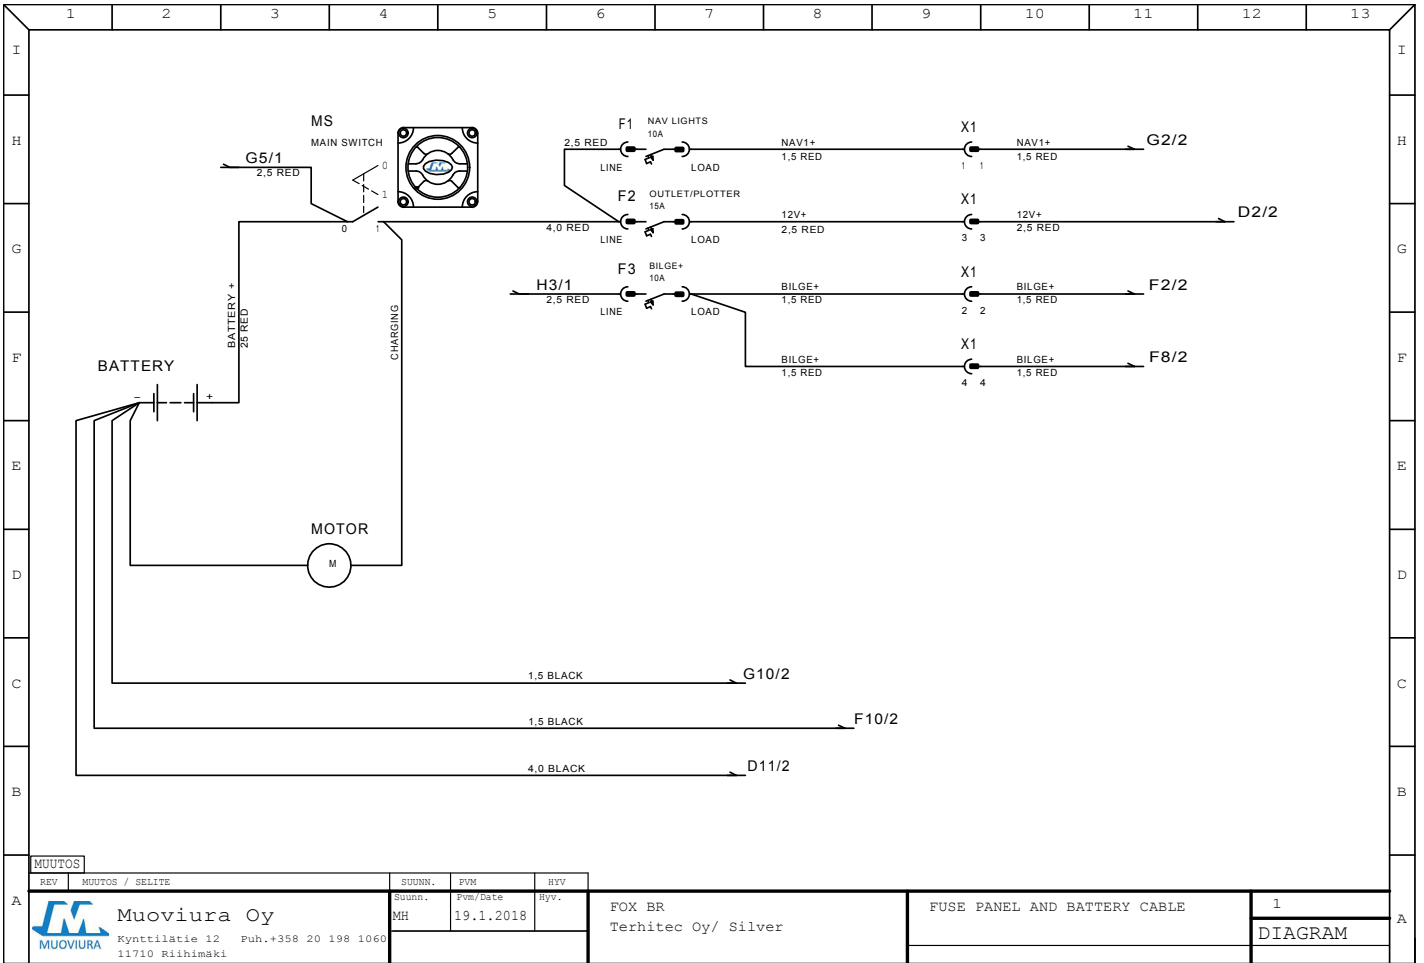 1 2 3 4 5 6 7 8 9 10 11 12 13
I I
H H
G G
F F
E E
D D
C C
B B
A A
MS
MAIN SWITCH
0
1
G5/1
2,5 RED
0 1
BATTERY +
25 RED
CHARGING
BATTERY
- +
MOTOR
M
2,5 RED
F1 NAV LIGHTS
10A
LINE LOAD
NAV1+
1,5 RED
X1
1 1
NAV1+
1,5 RED
G2/2
4,0 RED
F2 OUTLET/PLOTTER
15A
LINE LOAD
12V+
2,5 RED
X1
3 3
12V+
2,5 RED
D2/2
H3/1
2,5 RED
F3 BILGE+
10A
LINE LOAD
BILGE+
1,5 RED
X1
2 2
BILGE+
1,5 RED
F2/2
BILGE+
1,5 RED
X1
4 4
BILGE+
1,5 RED
F8/2
1,5 BLACK G10/2
1,5 BLACK F10/2
4,0 BLACK D11/2
MUUTOS
REV MUUTOS / SELITE SUUNN. PVM HYV
MUOVIURA
Muoviura Oy
Kynttilätie 12 Puh.+358 20 198 1060
11710 Riihimäki
Suunn. Pvm/Date Hyv.
MH 19.1.2018
FOX BR
Terhitec Oy/ Silver
FUSE PANEL AND BATTERY CABLE
1
DIAGRAM